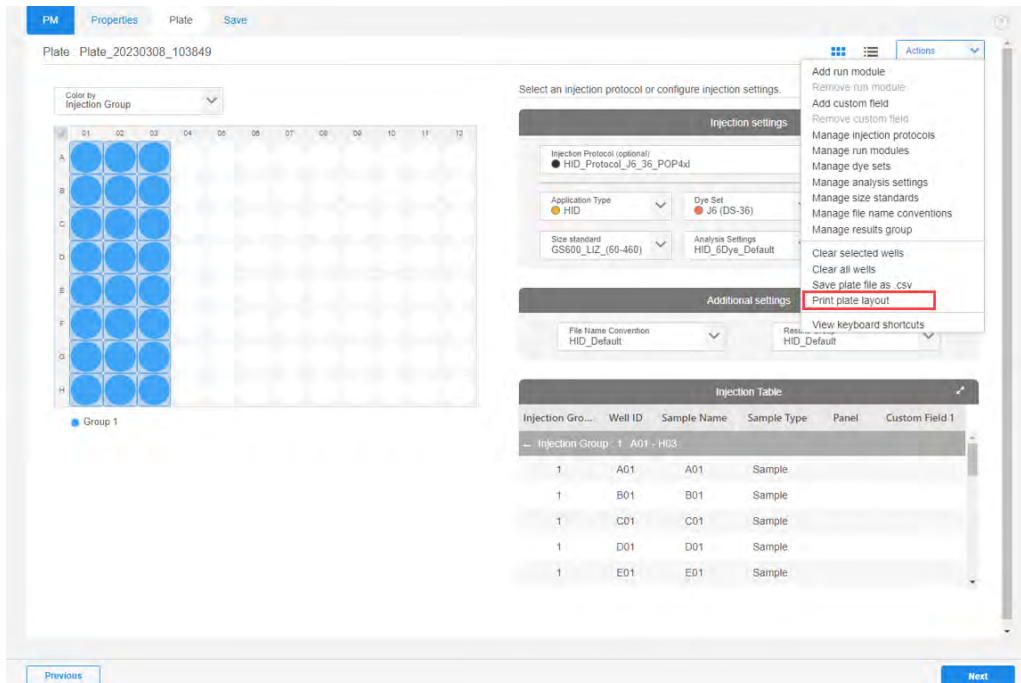 PM Properties Plate Save
Plate Plate_20230308_103849
Actions
Add run module
Remove run module
Add custom field
Remove custom field
Manage injection protocols
Manage run modules
Manage dye sets
Manage analysis settings
Manage size standards
Manage file name conventions
Manage results group
Clear selected wells
Clear all wells
Save plate file as .csv
Print plate layout
View keyboard shortcuts
Color by
Injection Group
01 02 03 04 05 06 07 08 09 10 11 12
A
B
C
D
E
F
G
H
Group 1
Select an injection protocol or configure injection settings.
Injection settings
Injection Protocol (optional)
HID_Protocol_J6_36_POP4xl
Application Type
HID
Dye Set
J6 (DS-36)
Size standard
GS600_LIZ_(60-460)
Analysis Settings
HID_6Dye_Default
Additional settings
File Name Convention
HID_Default
HID_Default
Injection Table
Injection Gro... Well ID Sample Name Sample Type Panel Custom Field 1
– Injection Group : 1 A01 - H03
1 A01 A01 Sample
1 B01 B01 Sample
1 C01 C01 Sample
1 D01 D01 Sample
1 E01 E01 Sample
Previous
Next